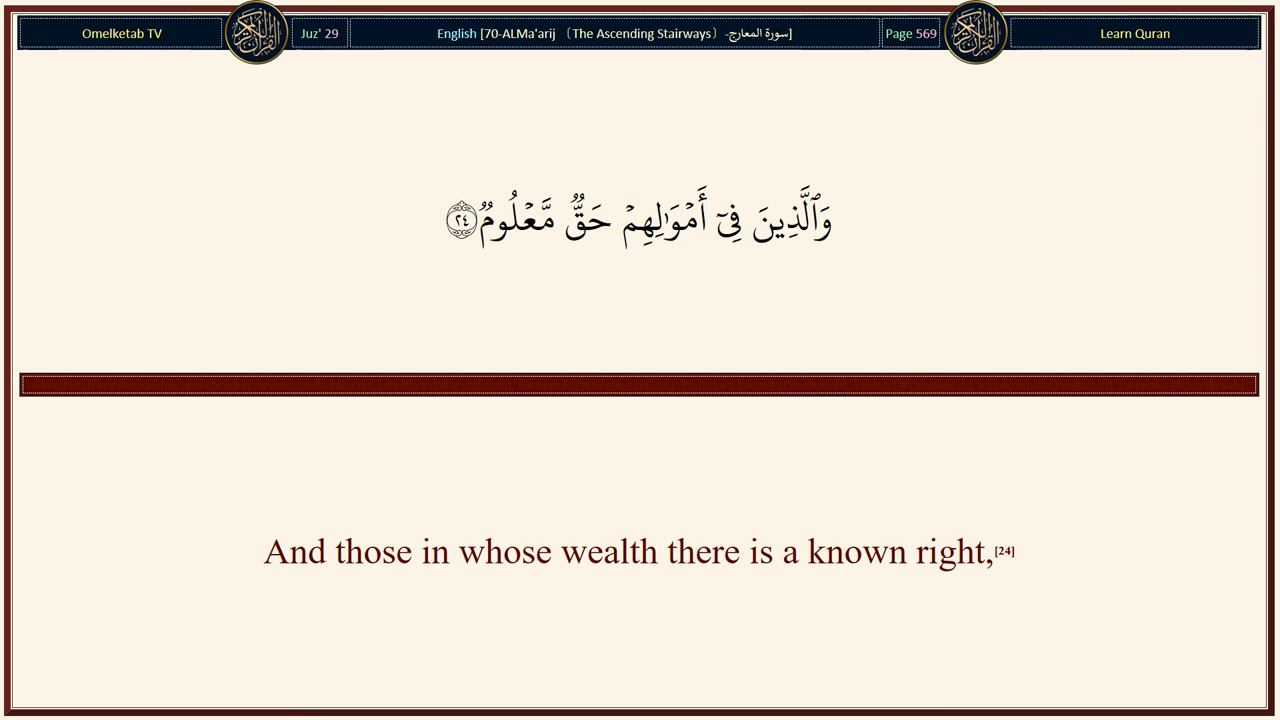 Omelketab TV
Juz' 29
English [70-ALMa'arij （The Ascending Stairways） -سورة المعارج]
Page 569
Learn Quran
وَٱلَّذِينَ فِىٓ أَمْوَٰلِهِمْ حَقٌّ مَّعْلُومٌ ٢٤
And those in whose wealth there is a known right,[24]